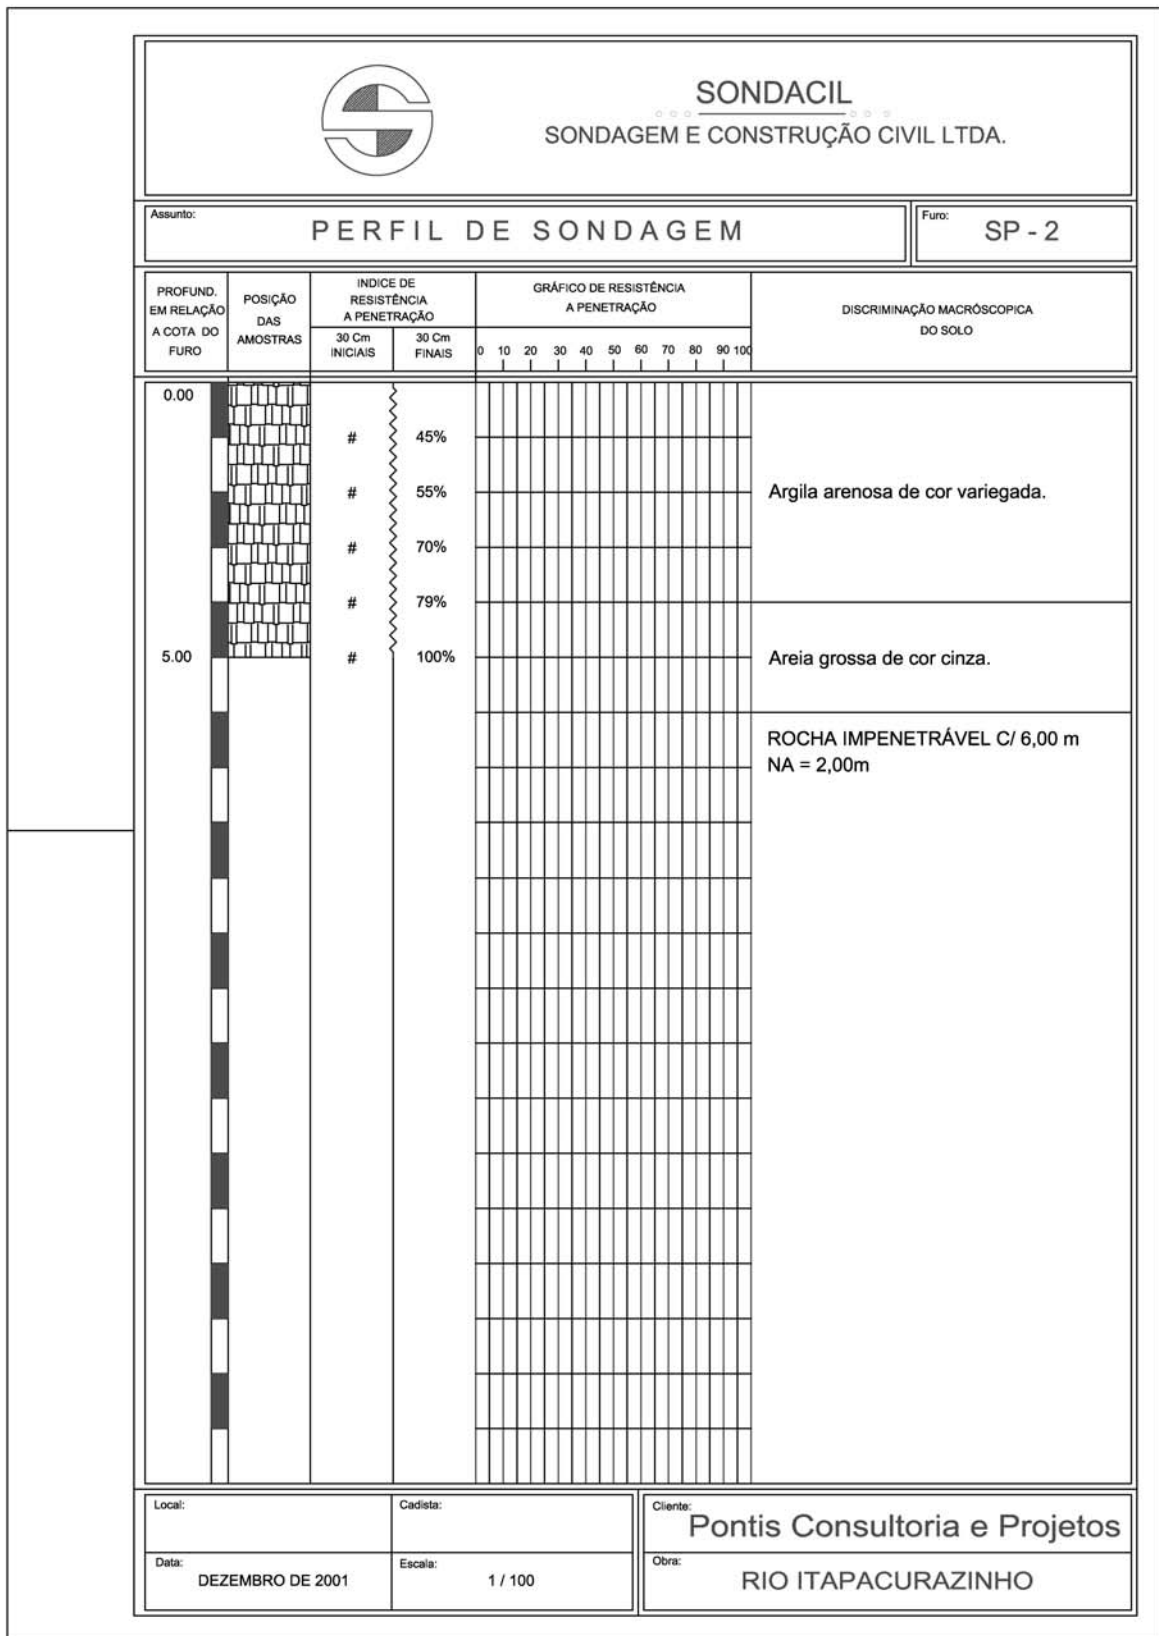 SONDACIL
SONDAGEM E CONSTRUÇÃO CIVIL LTDA.
Assunto:
PERFIL DE SONDAGEM
Furo:
SP - 2
PROFUND.
EM RELAÇÃO
A COTA DO
FURO
POSIÇÃO
DAS
AMOSTRAS
INDICE DE
RESISTÊNCIA
A PENETRAÇÃO
30 Cm
INICIAIS
30 Cm
FINAIS
GRÁFICO DE RESISTÊNCIA
A PENETRAÇÃO
0 10 20 30 40 50 60 70 80 90 100
DISCRIMINAÇÃO MACRÓSCOPICA
DO SOLO
0.00
# 45%
# 55%
Argila arenosa de cor variegada.
# 70%
# 79%
5.00 # 100%
Areia grossa de cor cinza.
ROCHA IMPENETRÁVEL C/ 6,00 m
NA = 2,00m
Local:
Cadista:
Cliente:
Pontis Consultoria e Projetos
Data:
DEZEMBRO DE 2001
Escala:
1 / 100
Obra:
RIO ITAPACURAZINHO